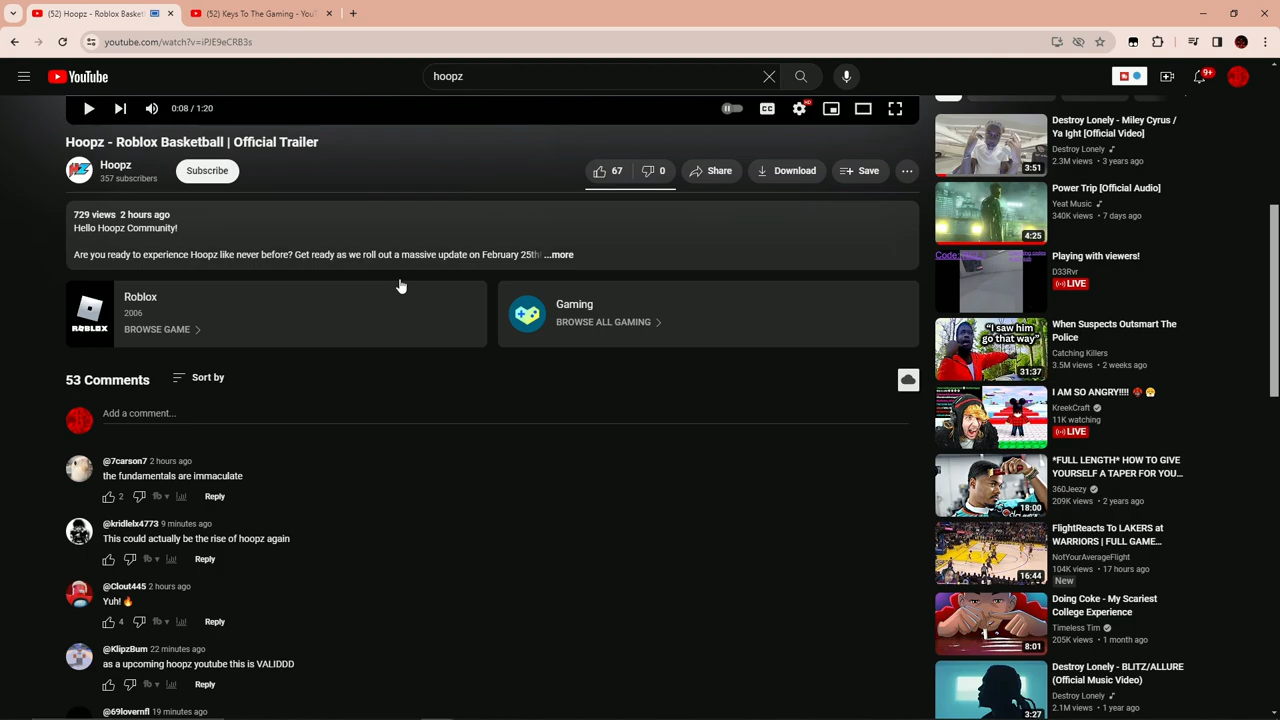 (52) Hoopz - Roblox Basket
(52) Keys To The Gaming - You
youtube.com/watch?v=iPJE9eCRB3s
YouTube
hoopz
9+
0:08 / 1:20
CC
HD
Hoopz - Roblox Basketball | Official Trailer
Hoopz
357 subscribers
Subscribe
67
0
Share
Download
Save
729 views 2 hours ago
Hello Hoopz Community!
Are you ready to experience Hoopz like never before? Get ready as we roll out a massive update on February 25th! ...more
ROBLOX
Roblox
2006
BROWSE GAME
Gaming
BROWSE ALL GAMING
53 Comments
Sort by
Add a comment...
@7carson7 2 hours ago
the fundamentals are immaculate
2
Reply
@kridlelx4773 9 minutes ago
This could actually be the rise of hoopz again
Reply
@Clout445 2 hours ago
Yuh!
4
Reply
@KlipzBum 22 minutes ago
as a upcoming hoopz youtube this is VALIDDD
Reply
@69lovernfl 19 minutes ago
3:51
Destroy Lonely - Miley Cyrus /
Ya Ight [Official Video]
Destroy Lonely
2.3M views • 3 years ago
4:25
Power Trip [Official Audio]
Yeat Music
340K views • 7 days ago
Playing with viewers!
D33Rvr
LIVE
"I saw him
go that way"
31:37
When Suspects Outsmart The
Police
Catching Killers
3.5M views • 2 weeks ago
I AM SO ANGRY!!!!
KreekCraft
11K watching
LIVE
18:00
*FULL LENGTH* HOW TO GIVE
YOURSELF A TAPER FOR YOU...
360Jeezy
209K views • 2 years ago
16:44
FlightReacts To LAKERS at
WARRIORS | FULL GAME...
NotYourAverageFlight
104K views • 17 hours ago
New
8:01
Doing Coke - My Scariest
College Experience
Timeless Tim
205K views • 1 month ago
3:27
Destroy Lonely - BLITZ/ALLURE
(Official Music Video)
Destroy Lonely
2.1M views • 1 year ago